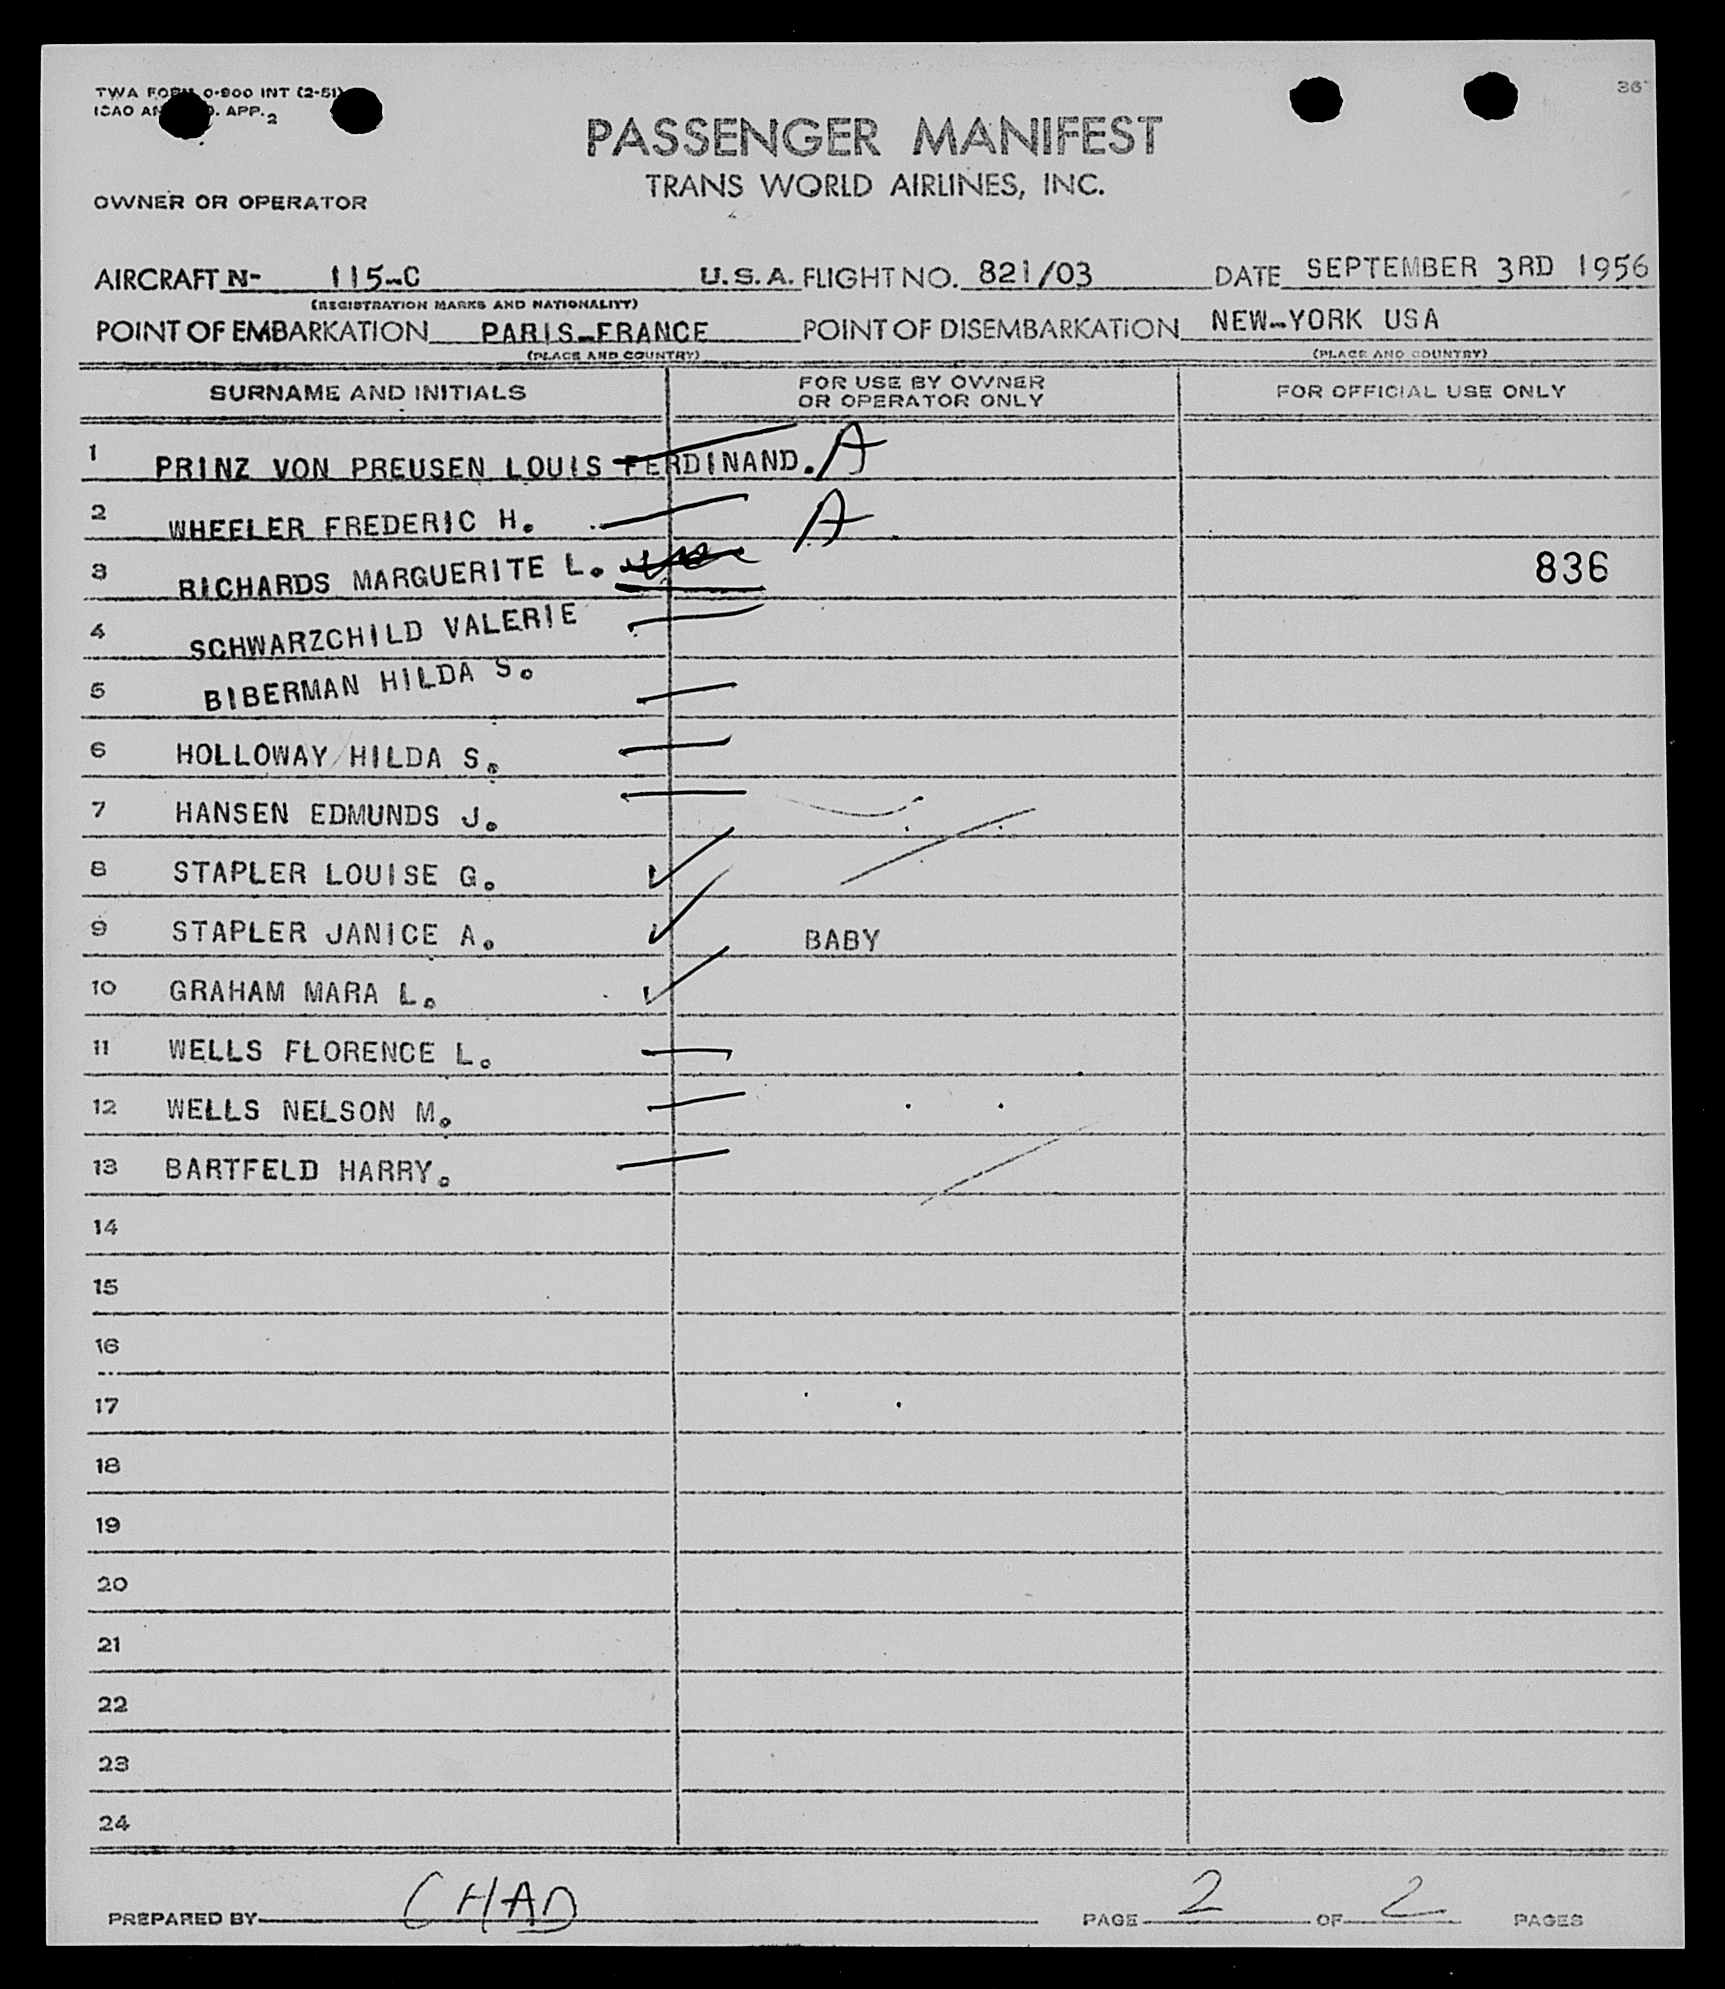 TWA FORM 0-900 INT (2-51)
ICAO APP. 2
36
PASSENGER MANIFEST
TRANS WORLD AIRLINES, INC.
OWNER OR OPERATOR
AIRCRAFT N- 115-C U.S.A. FLIGHT NO. 821/03 DATE SEPTEMBER 3RD 1956
(REGISTRATION MARKS AND NATIONALITY)
POINT OF EMBARKATION PARIS-FRANCE POINT OF DISEMBARKATION NEW-YORK USA
(PLACE AND COUNTRY) (PLACE AND COUNTRY)
SURNAME AND INITIALS FOR USE BY OWNER OR OPERATOR ONLY FOR OFFICIAL USE ONLY
1 PRINZ VON PREUSEN LOUIS FERDINAND. A
2 WHEELER FREDERIC H. A
3 RICHARDS MARGUERITE L. 836
4 SCHWARZCHILD VALERIE
5 BIBERMAN HILDA S.
6 HOLLOWAY HILDA S.
7 HANSEN EDMUNDS J.
8 STAPLER LOUISE G.
9 STAPLER JANICE A. BABY
10 GRAHAM MARA L.
11 WELLS FLORENCE L.
12 WELLS NELSON M.
13 BARTFELD HARRY.
14
15
16
17
18
19
20
21
22
23
24
PREPARED BY CHAD PAGE 2 OF 2 PAGES